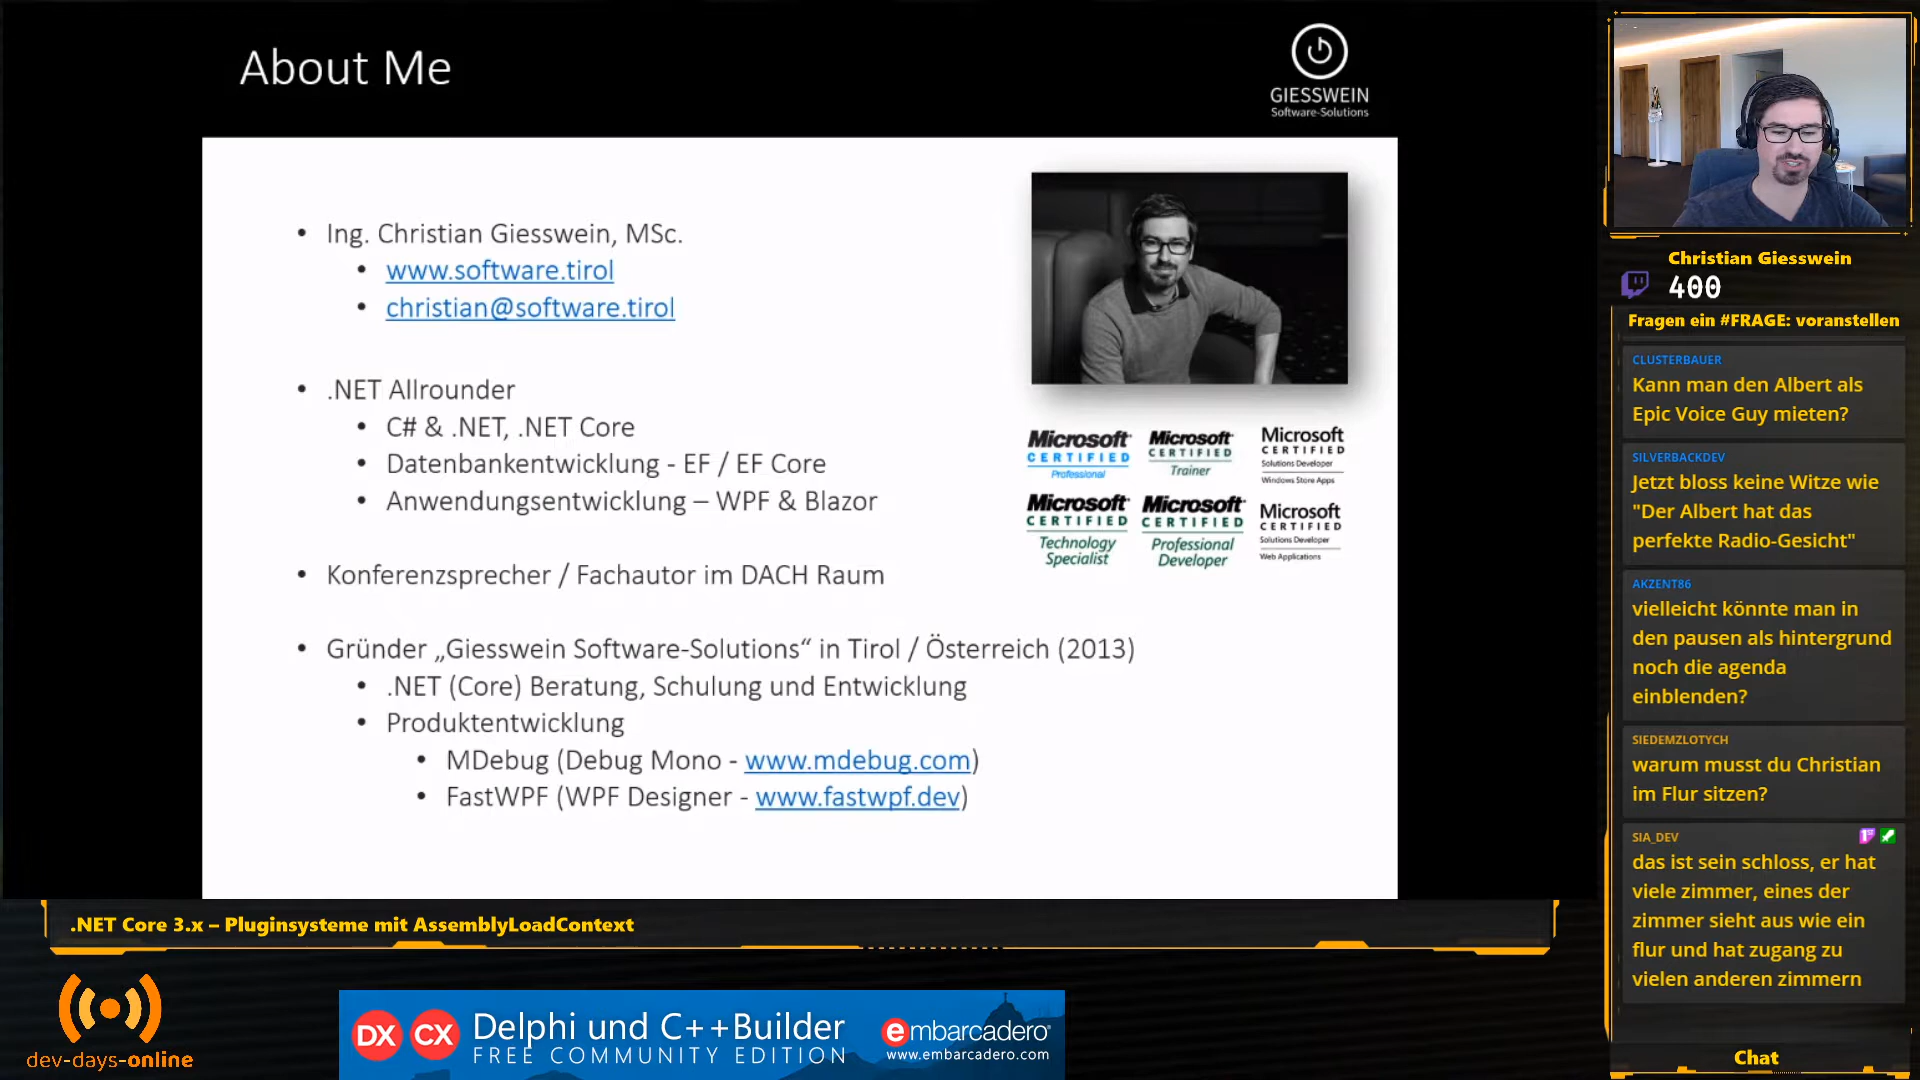 About Me
GIESSWEIN
Software-Solutions
• Ing. Christian Giesswein, MSc.
• www.software.tirol
• christian@software.tirol
• .NET Allrounder
• C# & .NET, .NET Core
• Datenbankentwicklung - EF / EF Core
• Anwendungsentwicklung – WPF & Blazor
• Konferenzsprecher / Fachautor im DACH Raum
• Gründer „Giesswein Software-Solutions“ in Tirol / Österreich (2013)
• .NET (Core) Beratung, Schulung und Entwicklung
• Produktentwicklung
• MDebug (Debug Mono - www.mdebug.com)
• FastWPF (WPF Designer - www.fastwpf.dev)
Microsoft
CERTIFIED
Professional
Microsoft
CERTIFIED
Trainer
Microsoft
CERTIFIED
Solutions Developer
Windows Store Apps
Microsoft
CERTIFIED
Technology
Specialist
Microsoft
CERTIFIED
Professional
Developer
Microsoft
CERTIFIED
Solutions Developer
Web Applications
Christian Giesswein
400
Fragen ein #FRAGE: voranstellen
CLUSTERBAUER
Kann man den Albert als
Epic Voice Guy mieten?
SILVERBACKDEV
Jetzt bloss keine Witze wie
"Der Albert hat das
perfekte Radio-Gesicht"
AKZENT86
vielleicht könnte man in
den pausen als hintergrund
noch die agenda
einblenden?
SIEDEMZLOTYCH
warum musst du Christian
im Flur sitzen?
SIA_DEV
das ist sein schloss, er hat
viele zimmer, eines der
zimmer sieht aus wie ein
flur und hat zugang zu
vielen anderen zimmern
Chat
.NET Core 3.x – Pluginsysteme mit AssemblyLoadContext
dev-days-online
DX CX Delphi und C++Builder
FREE COMMUNITY EDITION
embarcadero
www.embarcadero.com